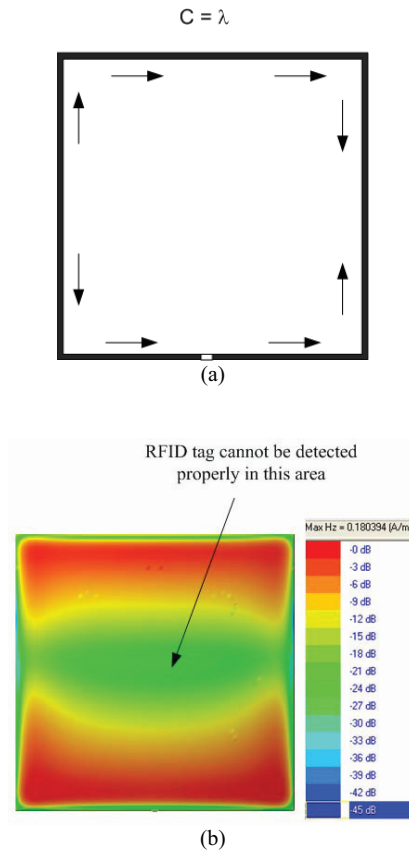 C = λ
(a)
RFID tag cannot be detected
properly in this area
Max Hz = 0.180394 (A/m
-0 dB
-3 dB
-6 dB
-9 dB
-12 dB
-15 dB
-18 dB
-21 dB
-24 dB
-27 dB
-30 dB
-33 dB
-36 dB
-39 dB
-42 dB
-45 dB
(b)